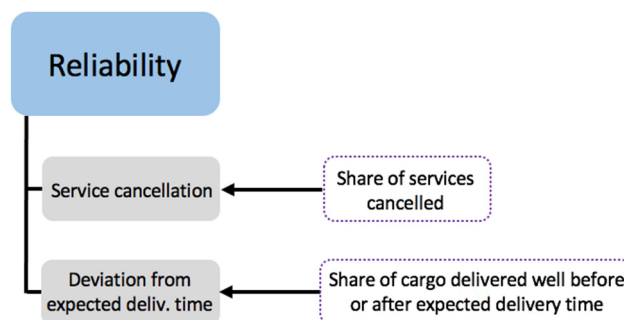 Reliability
Service cancellation
Share of services
cancelled
Deviation from
expected deliv. time
Share of cargo delivered well before
or after expected delivery time